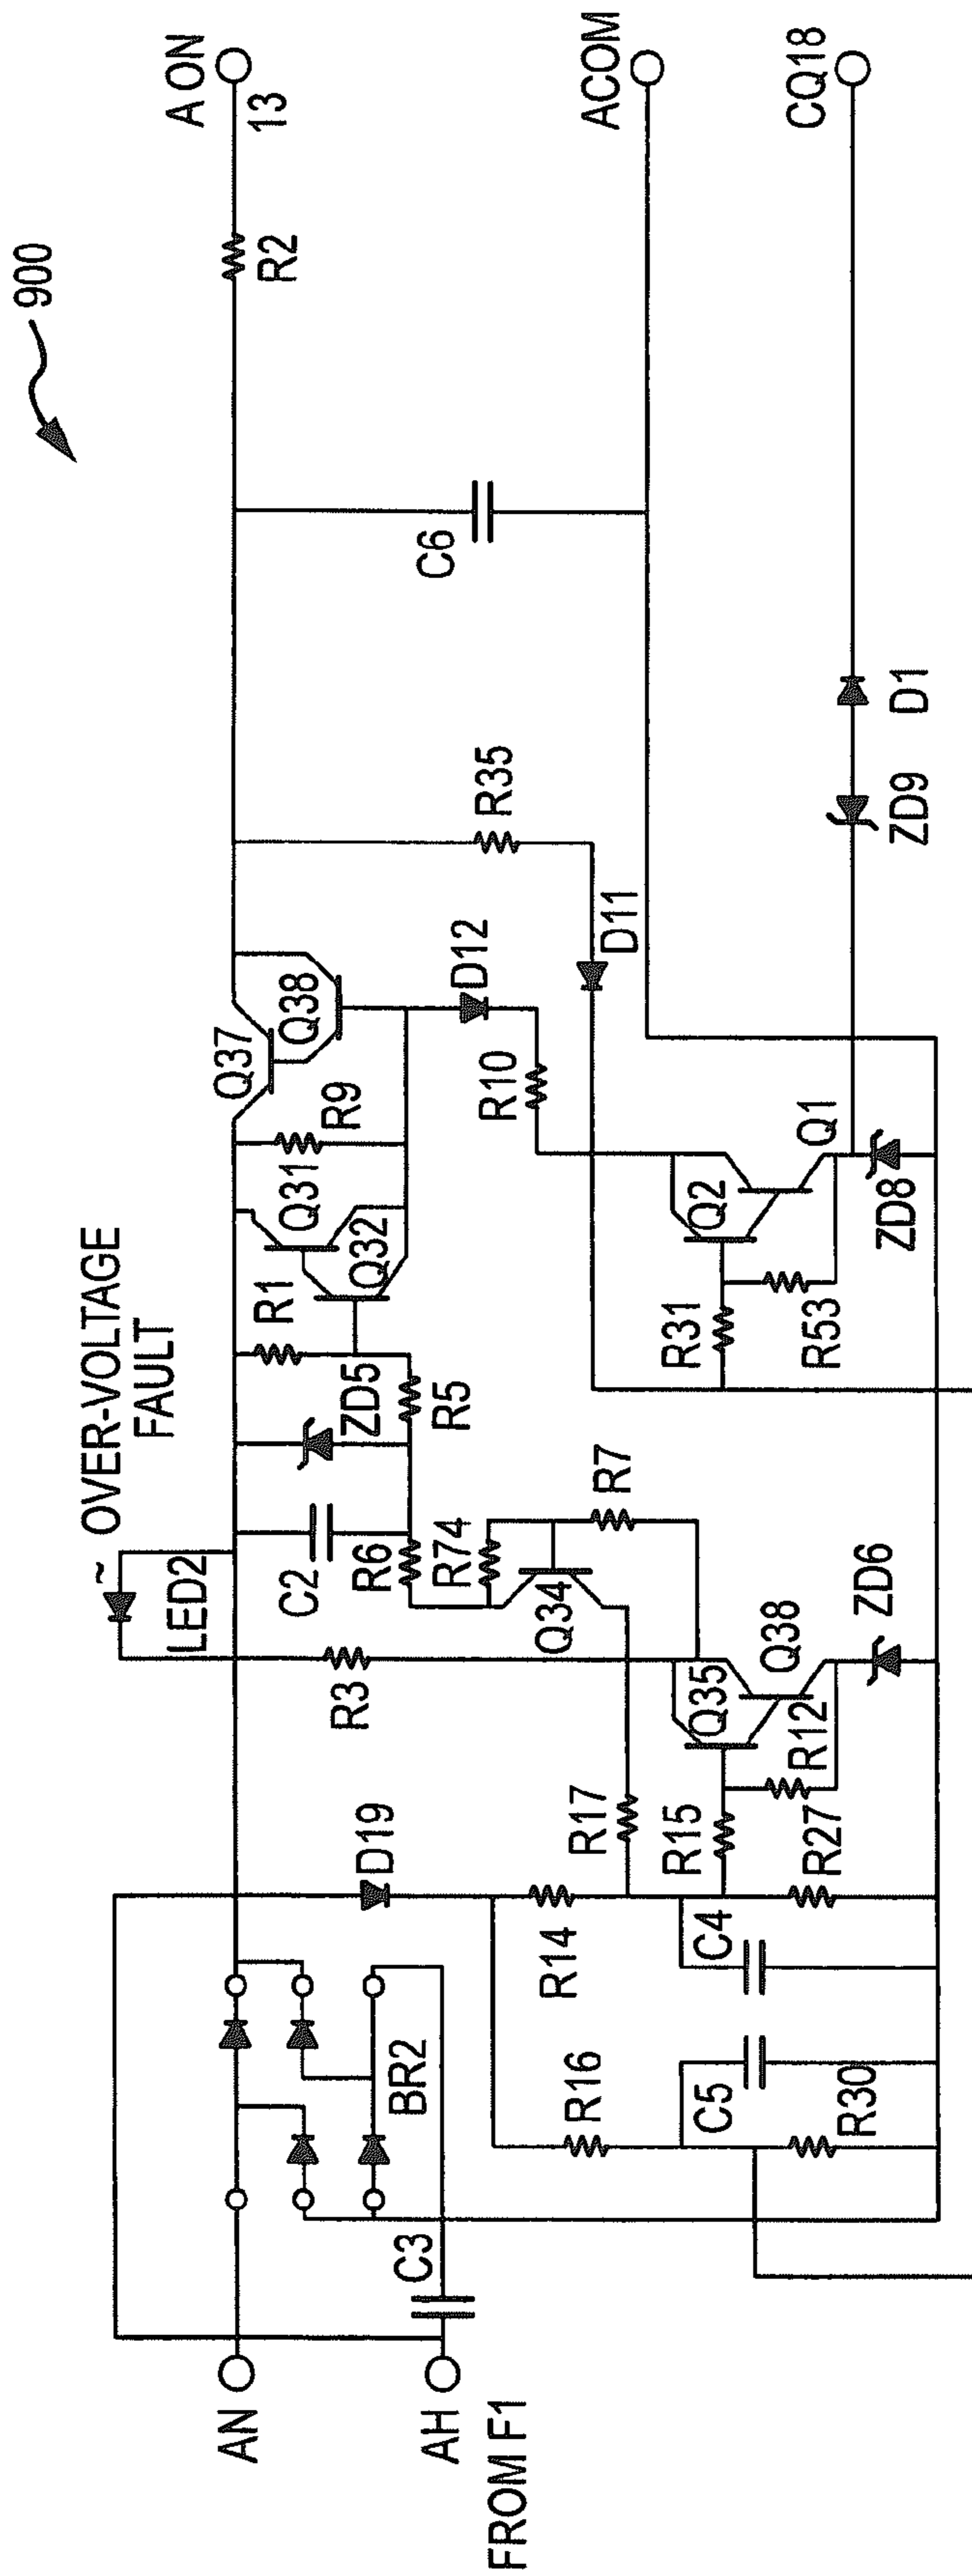 900
A ON
13
R2
ACOM
CQ18
C6
R35
D11
D1
ZD9
Q37
Q38
D12
R10
R9
Q31
Q32
R1
ZD5
R5
Q2
Q1
ZD8
R31
R53
OVER-VOLTAGE
FAULT
~
LED2
C2
R6
R74
R7
Q34
R3
Q35
Q38
ZD6
R12
R17
R15
R27
D19
R14
C4
BR2
R16
C5
R30
C3
AN
AH
FROM F1